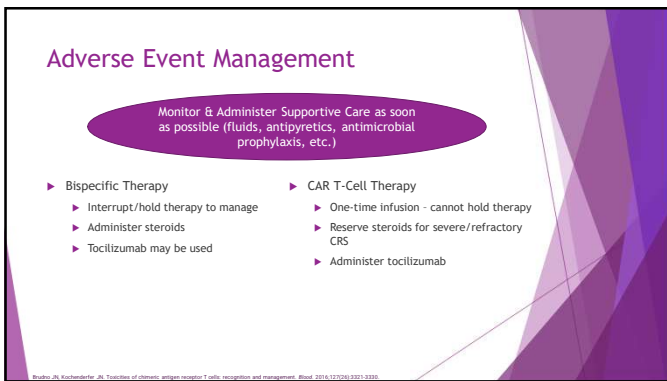 Adverse Event Management
Monitor & Administer Supportive Care as soon
as possible (fluids, antipyretics, antimicrobial
prophylaxis, etc.)
Bispecific Therapy
Interrupt/hold therapy to manage
Administer steroids
Tocilizumab may be used
CAR T-Cell Therapy
One-time infusion – cannot hold therapy
Reserve steroids for severe/refractory
CRS
Administer tocilizumab
Brudno JN, Kochenderfer JN. Toxicities of chimeric antigen receptor T cells: recognition and management. Blood. 2016;127(26):3321-3330.